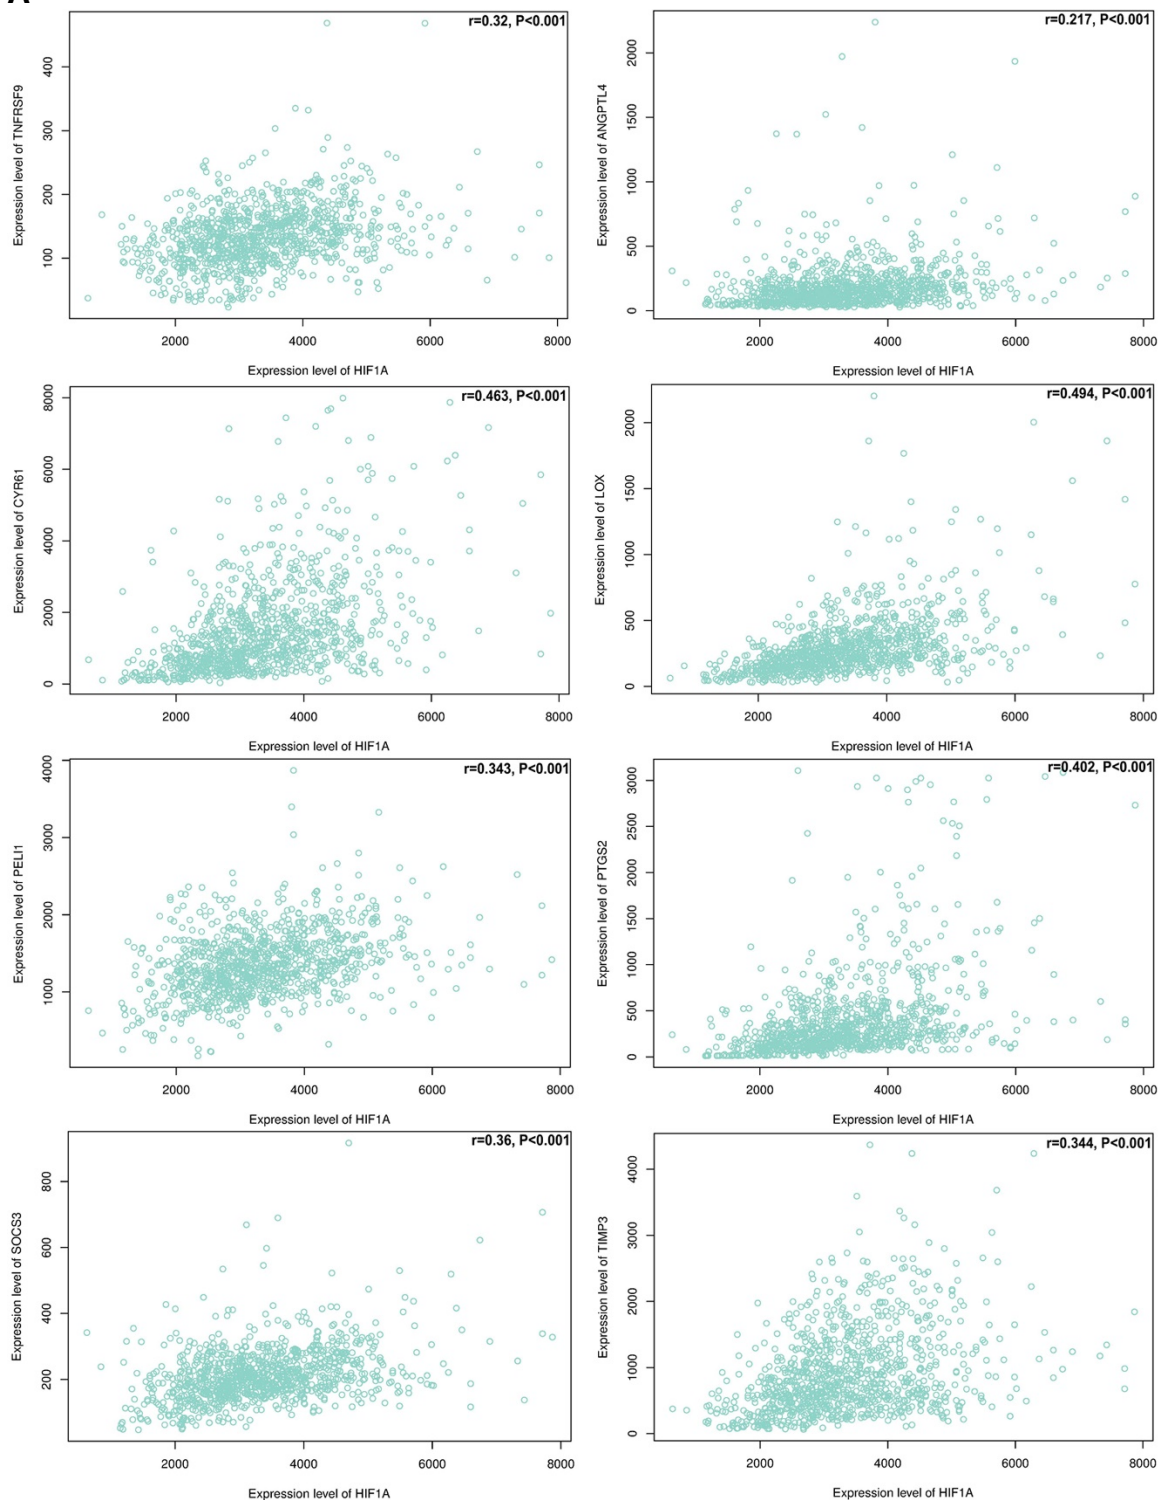 A
r=0.32, P<0.001
Expression level of TNFRSF9
400
300
200
100
2000 4000 6000 8000
Expression level of HIF1A
r=0.217, P<0.001
Expression level of ANGPTL4
2000
1500
1000
500
0
2000 4000 6000 8000
Expression level of HIF1A
r=0.463, P<0.001
Expression level of CYR61
8000
6000
4000
2000
0
2000 4000 6000 8000
Expression level of HIF1A
r=0.494, P<0.001
Expression level of LOX
2000
1500
1000
500
0
2000 4000 6000 8000
Expression level of HIF1A
r=0.343, P<0.001
Expression level of PELI1
4000
3000
2000
1000
2000 4000 6000 8000
Expression level of HIF1A
r=0.402, P<0.001
Expression level of PTGS2
3000
2500
2000
1500
1000
500
0
2000 4000 6000 8000
Expression level of HIF1A
r=0.36, P<0.001
Expression level of SOCS3
800
600
400
200
2000 4000 6000 8000
Expression level of HIF1A
r=0.344, P<0.001
Expression level of TIMP3
4000
3000
2000
1000
0
2000 4000 6000 8000
Expression level of HIF1A